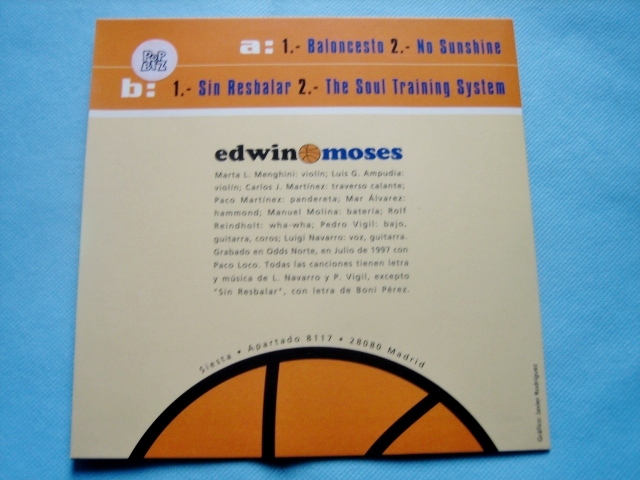 PoP
BiZ
a: 1.- Baloncesto 2.- No Sunshine
b: 1.- Sin Resbalar 2.- The Soul Training System
edwin moses
Marta L. Menghini: violín; Luis G. Ampudia:
violín; Carlos J. Martínez: traverso calante;
Paco Martínez: pandereta; Mar Álvarez:
hammond; Manuel Molina: batería; Rolf
Reindholt: wha-wha; Pedro Vigil: bajo,
guitarra, coros; Luigi Navarro: voz, guitarra.
Grabado en Odds Norte, en Julio de 1997 con
Paco Loco. Todas las canciones tienen letra
y música de L. Navarro y P. Vigil, excepto
"Sin Resbalar", con letra de Boni Pérez.
Siesta • Apartado 8117 • 28080 Madrid
Gráfico: Javier Rodríguez